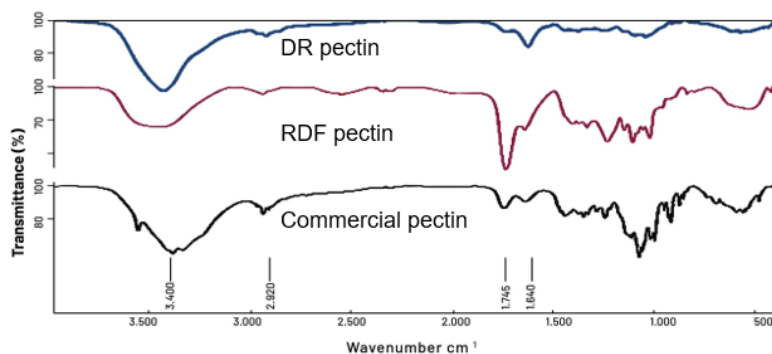 100
80
DR pectin
100
70
RDF pectin
100
80
Commercial pectin
Transmittance (%)
3.400
2.920
1.745
1.640
3.500 3.000 2.500 2.000 1.500 1.000 500
Wavenumber cm ¹